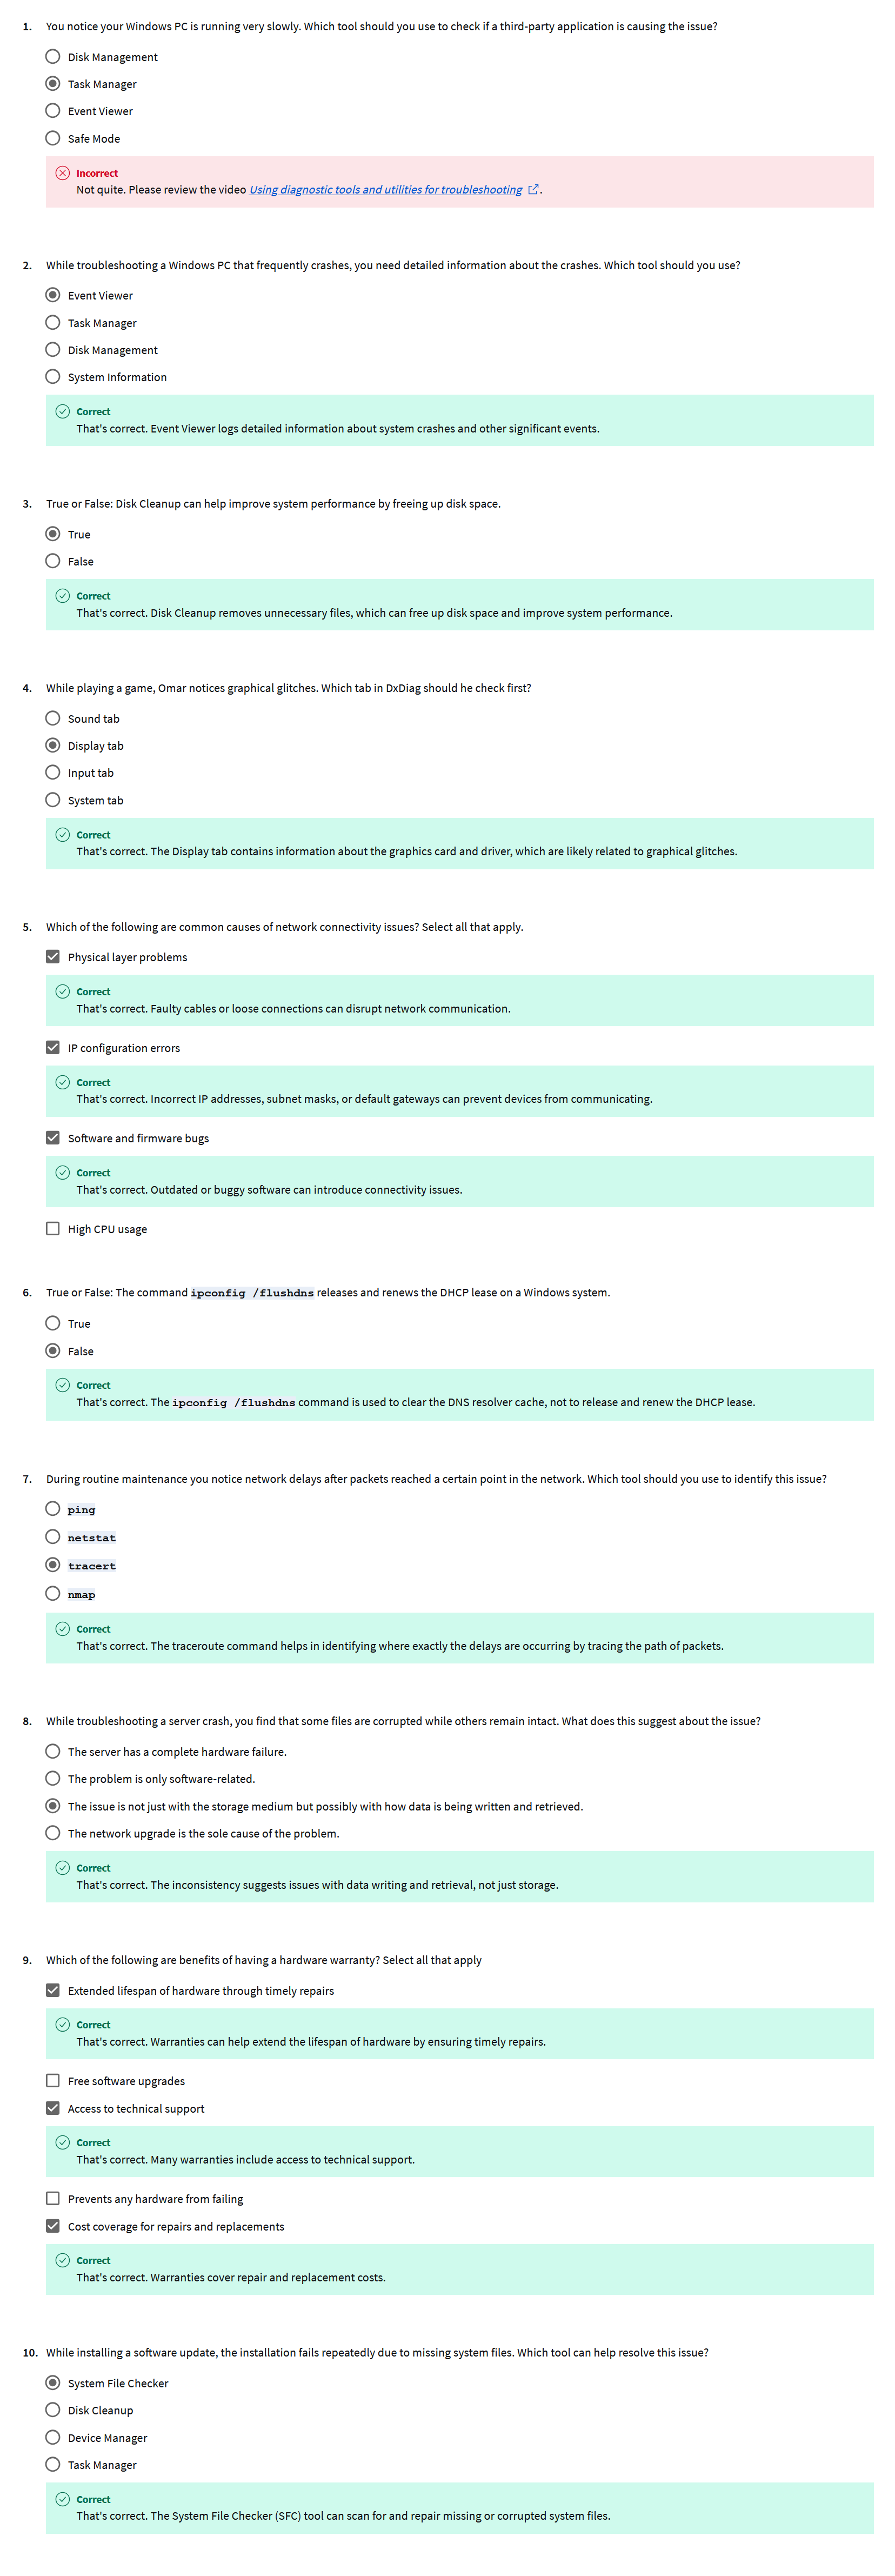 1. You notice your Windows PC is running very slowly. Which tool should you use to check if a third-party application is causing the issue?
Disk Management
Task Manager
Event Viewer
Safe Mode
Incorrect
Not quite. Please review the video Using diagnostic tools and utilities for troubleshooting.
2. While troubleshooting a Windows PC that frequently crashes, you need detailed information about the crashes. Which tool should you use?
Event Viewer
Task Manager
Disk Management
System Information
Correct
That's correct. Event Viewer logs detailed information about system crashes and other significant events.
3. True or False: Disk Cleanup can help improve system performance by freeing up disk space.
True
False
Correct
That's correct. Disk Cleanup removes unnecessary files, which can free up disk space and improve system performance.
4. While playing a game, Omar notices graphical glitches. Which tab in DxDiag should he check first?
Sound tab
Display tab
Input tab
System tab
Correct
That's correct. The Display tab contains information about the graphics card and driver, which are likely related to graphical glitches.
5. Which of the following are common causes of network connectivity issues? Select all that apply.
Physical layer problems
Correct
That's correct. Faulty cables or loose connections can disrupt network communication.
IP configuration errors
Correct
That's correct. Incorrect IP addresses, subnet masks, or default gateways can prevent devices from communicating.
Software and firmware bugs
Correct
That's correct. Outdated or buggy software can introduce connectivity issues.
High CPU usage
6. True or False: The command ipconfig /flushdns releases and renews the DHCP lease on a Windows system.
True
False
Correct
That's correct. The ipconfig /flushdns command is used to clear the DNS resolver cache, not to release and renew the DHCP lease.
7. During routine maintenance you notice network delays after packets reached a certain point in the network. Which tool should you use to identify this issue?
ping
netstat
tracert
nmap
Correct
That's correct. The traceroute command helps in identifying where exactly the delays are occurring by tracing the path of packets.
8. While troubleshooting a server crash, you find that some files are corrupted while others remain intact. What does this suggest about the issue?
The server has a complete hardware failure.
The problem is only software-related.
The issue is not just with the storage medium but possibly with how data is being written and retrieved.
The network upgrade is the sole cause of the problem.
Correct
That's correct. The inconsistency suggests issues with data writing and retrieval, not just storage.
9. Which of the following are benefits of having a hardware warranty? Select all that apply
Extended lifespan of hardware through timely repairs
Correct
That's correct. Warranties can help extend the lifespan of hardware by ensuring timely repairs.
Free software upgrades
Access to technical support
Correct
That's correct. Many warranties include access to technical support.
Prevents any hardware from failing
Cost coverage for repairs and replacements
Correct
That's correct. Warranties cover repair and replacement costs.
10. While installing a software update, the installation fails repeatedly due to missing system files. Which tool can help resolve this issue?
System File Checker
Disk Cleanup
Device Manager
Task Manager
Correct
That's correct. The System File Checker (SFC) tool can scan for and repair missing or corrupted system files.